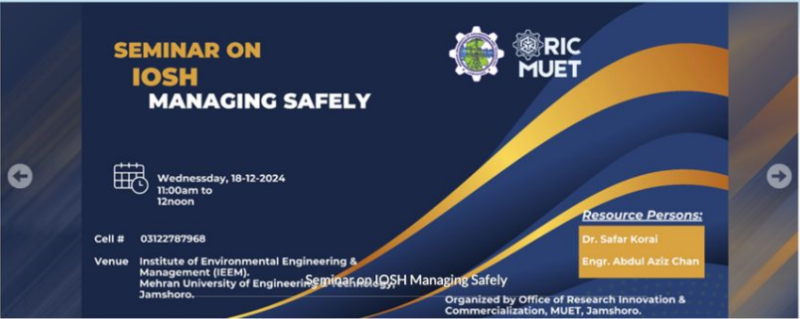 SEMINAR ON
IOSH
MANAGING SAFELY
ORIC
MUET
Wednesday, 18-12-2024
11:00am to
12noon
Cell # 03122787968
Venue Institute of Environmental Engineering &
Management (IEEM).
Mehran University of Engineering & Technology,
Jamshoro.
Seminar on IOSH Managing Safely
Resource Persons:
Dr. Safar Korai
Engr. Abdul Aziz Chan
Organized by Office of Research Innovation &
Commercialization, MUET, Jamshoro.